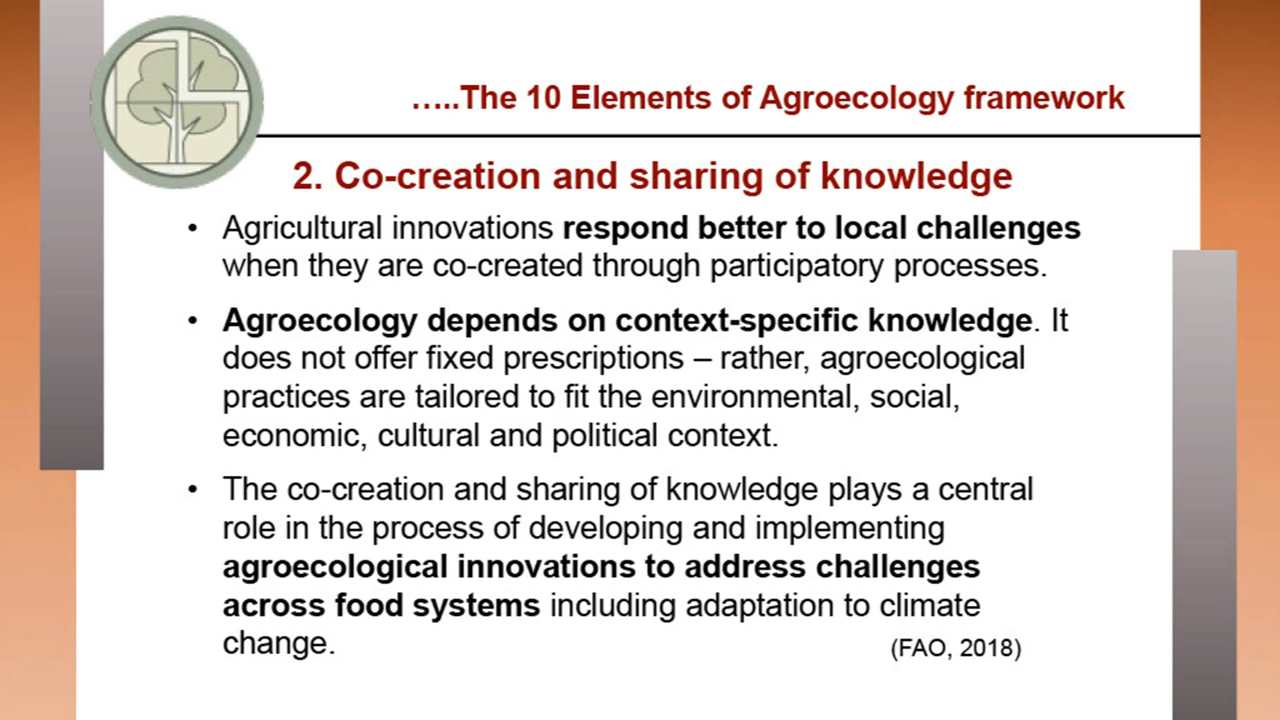 …..The 10 Elements of Agroecology framework
2. Co-creation and sharing of knowledge
• Agricultural innovations respond better to local challenges
when they are co-created through participatory processes.
• Agroecology depends on context-specific knowledge. It
does not offer fixed prescriptions – rather, agroecological
practices are tailored to fit the environmental, social,
economic, cultural and political context.
• The co-creation and sharing of knowledge plays a central
role in the process of developing and implementing
agroecological innovations to address challenges
across food systems including adaptation to climate
change.
(FAO, 2018)